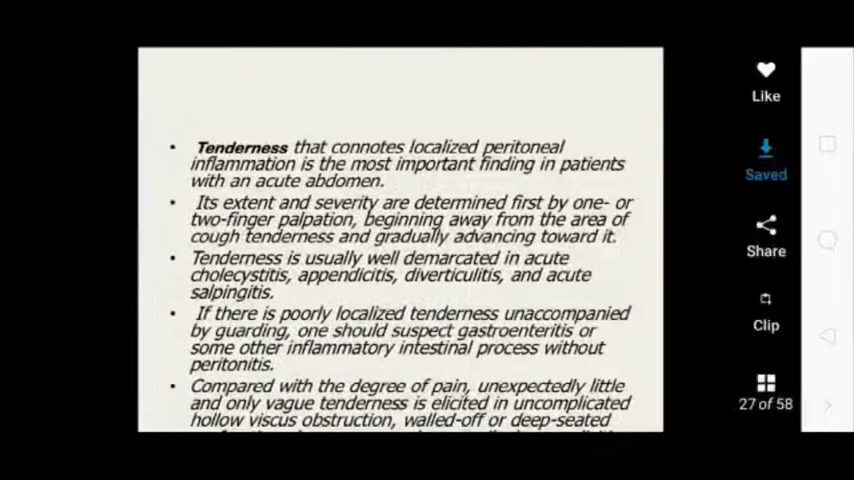 • Tenderness that connotes localized peritoneal
inflammation is the most important finding in patients
with an acute abdomen.
• Its extent and severity are determined first by one- or
two-finger palpation, beginning away from the area of
cough tenderness and gradually advancing toward it.
• Tenderness is usually well demarcated in acute
cholecystitis, appendicitis, diverticulitis, and acute
salpingitis.
• If there is poorly localized tenderness unaccompanied
by guarding, one should suspect gastroenteritis or
some other inflammatory intestinal process without
peritonitis.
• Compared with the degree of pain, unexpectedly little
and only vague tenderness is elicited in uncomplicated
hollow viscus obstruction, walled-off or deep-seated
Like
Saved
Share
Clip
27 of 58